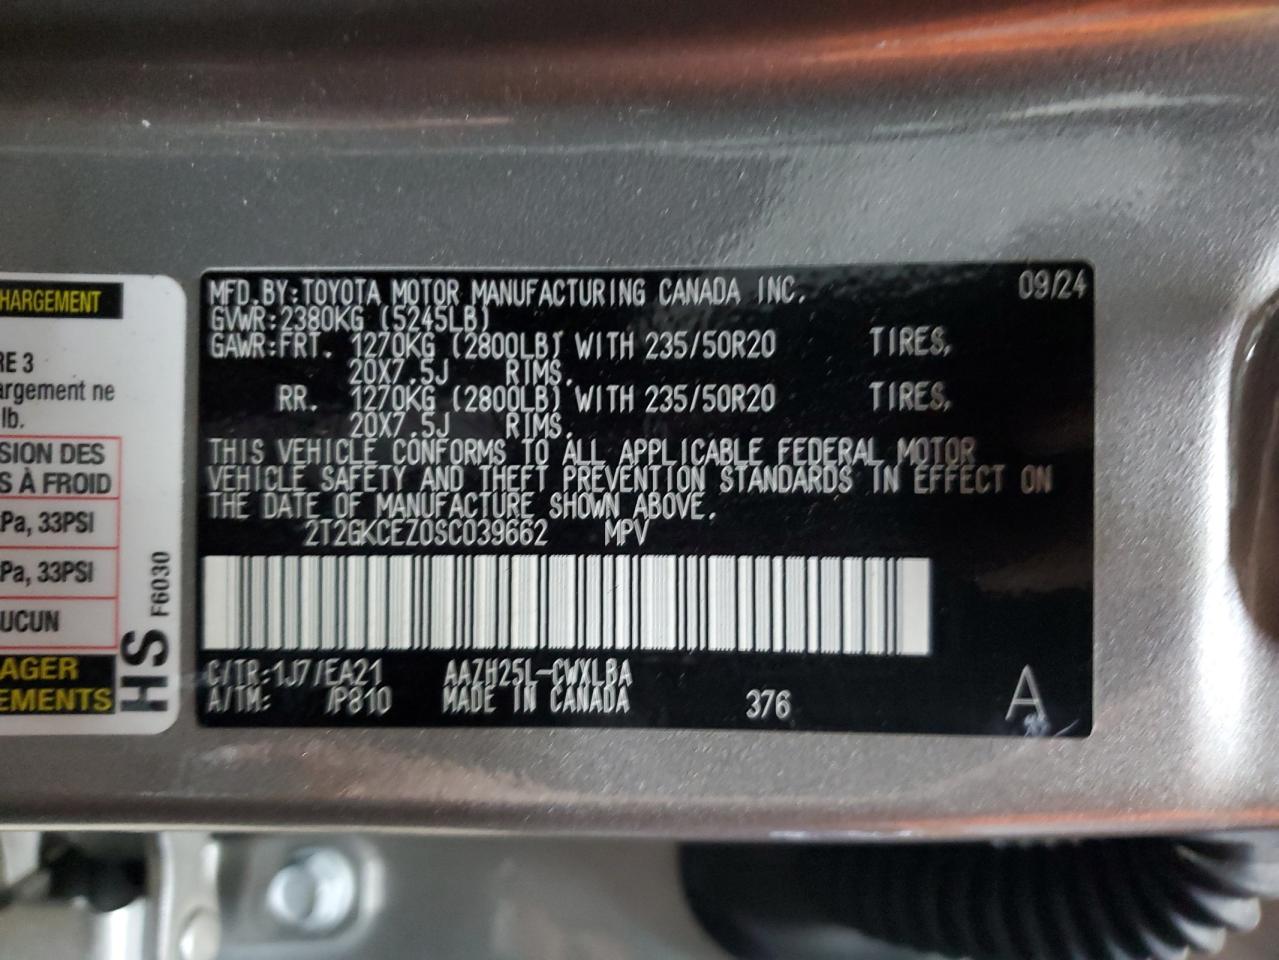 HARGEMENT
RE 3
argement ne
lb.
SION DES
S À FROID
Pa, 33PSI
Pa, 33PSI
UCUN
AGER
EMENTS
HS F6030
MFD.BY:TOYOTA MOTOR MANUFACTURING CANADA INC. 09/24
GVWR:2380KG (5245LB)
GAWR:FRT. 1270KG (2800LB) WITH 235/50R20 TIRES,
20X7.5J RIMS.
RR. 1270KG (2800LB) WITH 235/50R20 TIRES,
20X7.5J RIMS.
THIS VEHICLE CONFORMS TO ALL APPLICABLE FEDERAL MOTOR
VEHICLE SAFETY AND THEFT PREVENTION STANDARDS IN EFFECT ON
THE DATE OF MANUFACTURE SHOWN ABOVE.
2T2GKCEZ0SC039662 MPV
C/TR:1J7/EA21 AAZH25L-CWXLBA
A/TM: /P810 MADE IN CANADA 376 A